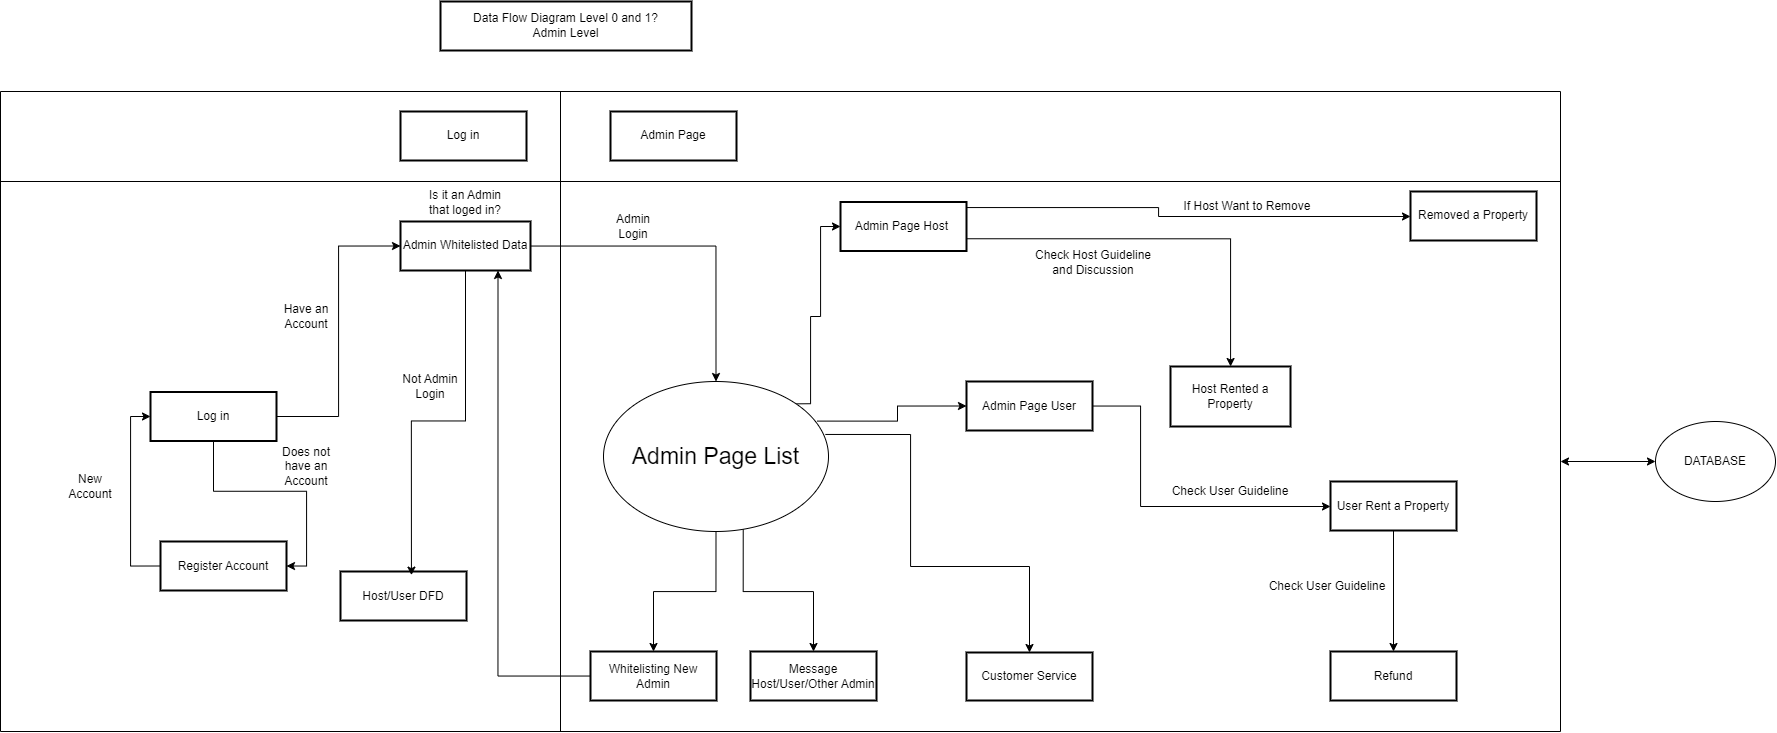 Data Flow Diagram Level 0 and 1?
Admin Level
Log in
Admin Page
Is it an Admin
that loged in?
Admin Whitelisted Data
Admin
Login
Admin Page Host
If Host Want to Remove
Removed a Property
Check Host Guideline
and Discussion
Have an
Account
Not Admin
Login
Log in
Does not
have an
Account
New
Account
Register Account
Host/User DFD
Admin Page List
Admin Page User
Host Rented a
Property
Check User Guideline
User Rent a Property
DATABASE
Check User Guideline
Whitelisting New
Admin
Message
Host/User/Other Admin
Customer Service
Refund